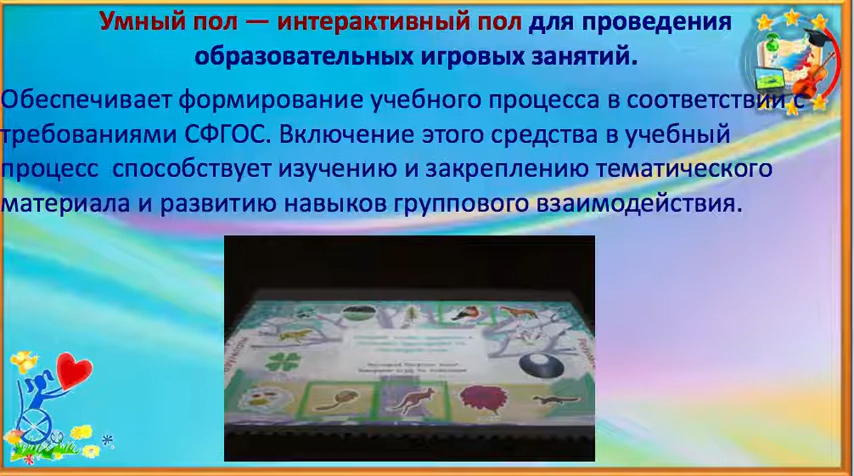 Умный пол — интерактивный пол для проведения
образовательных игровых занятий.
Обеспечивает формирование учебного процесса в соответствии с
требованиями СФГОС. Включение этого средства в учебный
процесс способствует изучению и закреплению тематического
материала и развитию навыков группового взаимодействия.